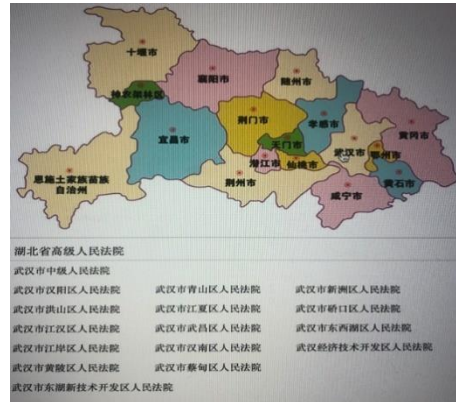 十堰市
神农架林区
襄阳市
随州市
荆门市
孝感市
黄冈市
宜昌市
天门市
武汉市
鄂州市
恩施土家族苗族
自治州
潜江市
仙桃市
荆州市
黄石市
咸宁市
湖北省高级人民法院
武汉市中级人民法院
武汉市汉阳区人民法院 武汉市青山区人民法院 武汉市新洲区人民法院
武汉市洪山区人民法院 武汉市江夏区人民法院 武汉市硚口区人民法院
武汉市江汉区人民法院 武汉市武昌区人民法院 武汉市东西湖区人民法院
武汉市江岸区人民法院 武汉市汉南区人民法院 武汉经济技术开发区人民法院
武汉市黄陂区人民法院 武汉市蔡甸区人民法院
武汉市东湖新技术开发区人民法院